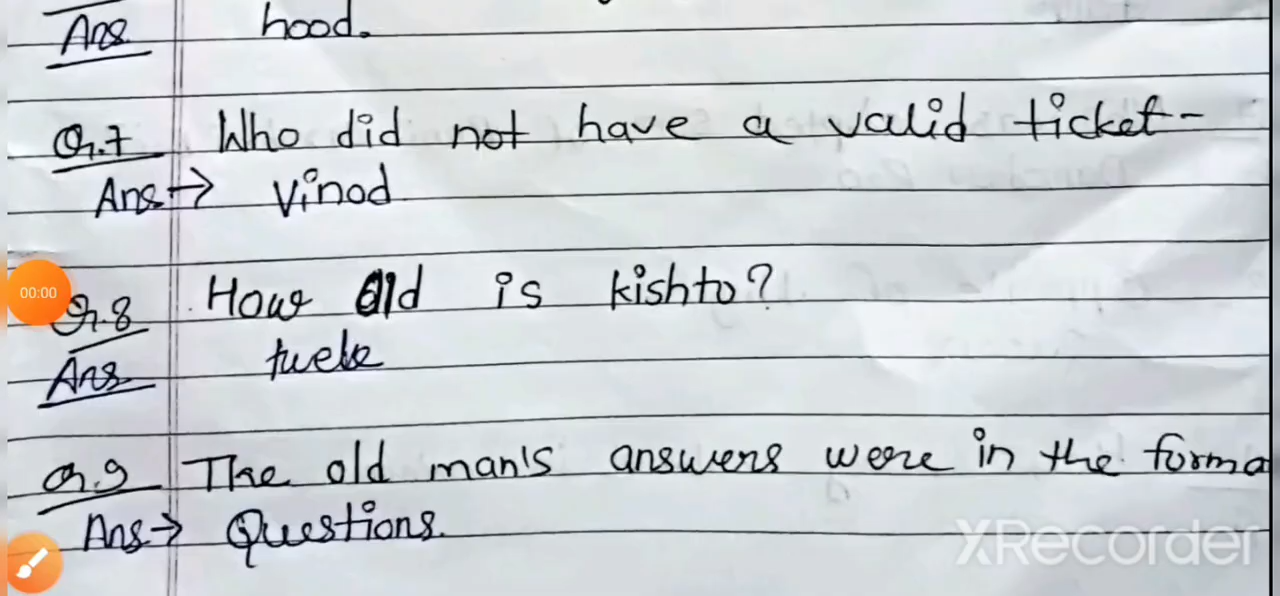 Ans. hood.
Q.7 Who did not have a valid ticket-
Ans→ Vinod
00:00
Q.8 How old is kishto?
Ans twele
Q.9 The old man's answers were in the forma
Ans→ Questions.
XRecorder